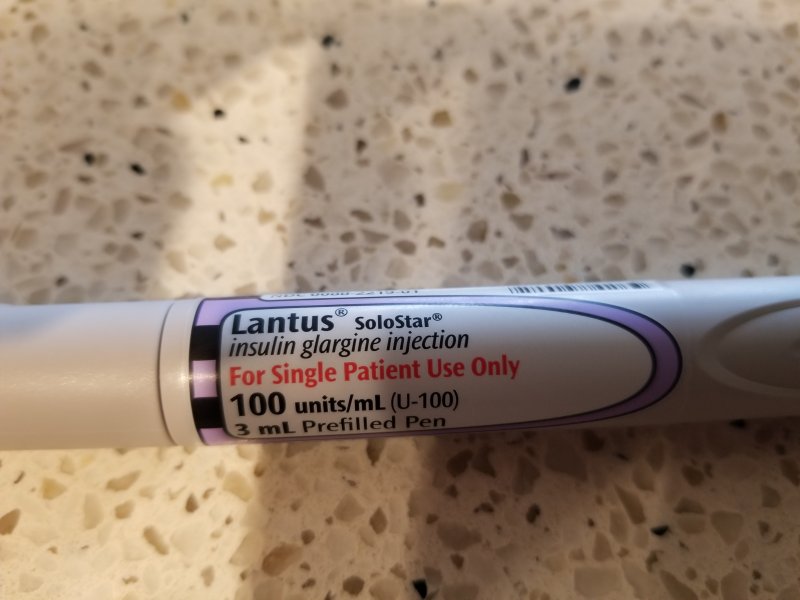 Lantus® SoloStar®
insulin glargine injection
For Single Patient Use Only
100 units/mL (U-100)
3 mL Prefilled Pen